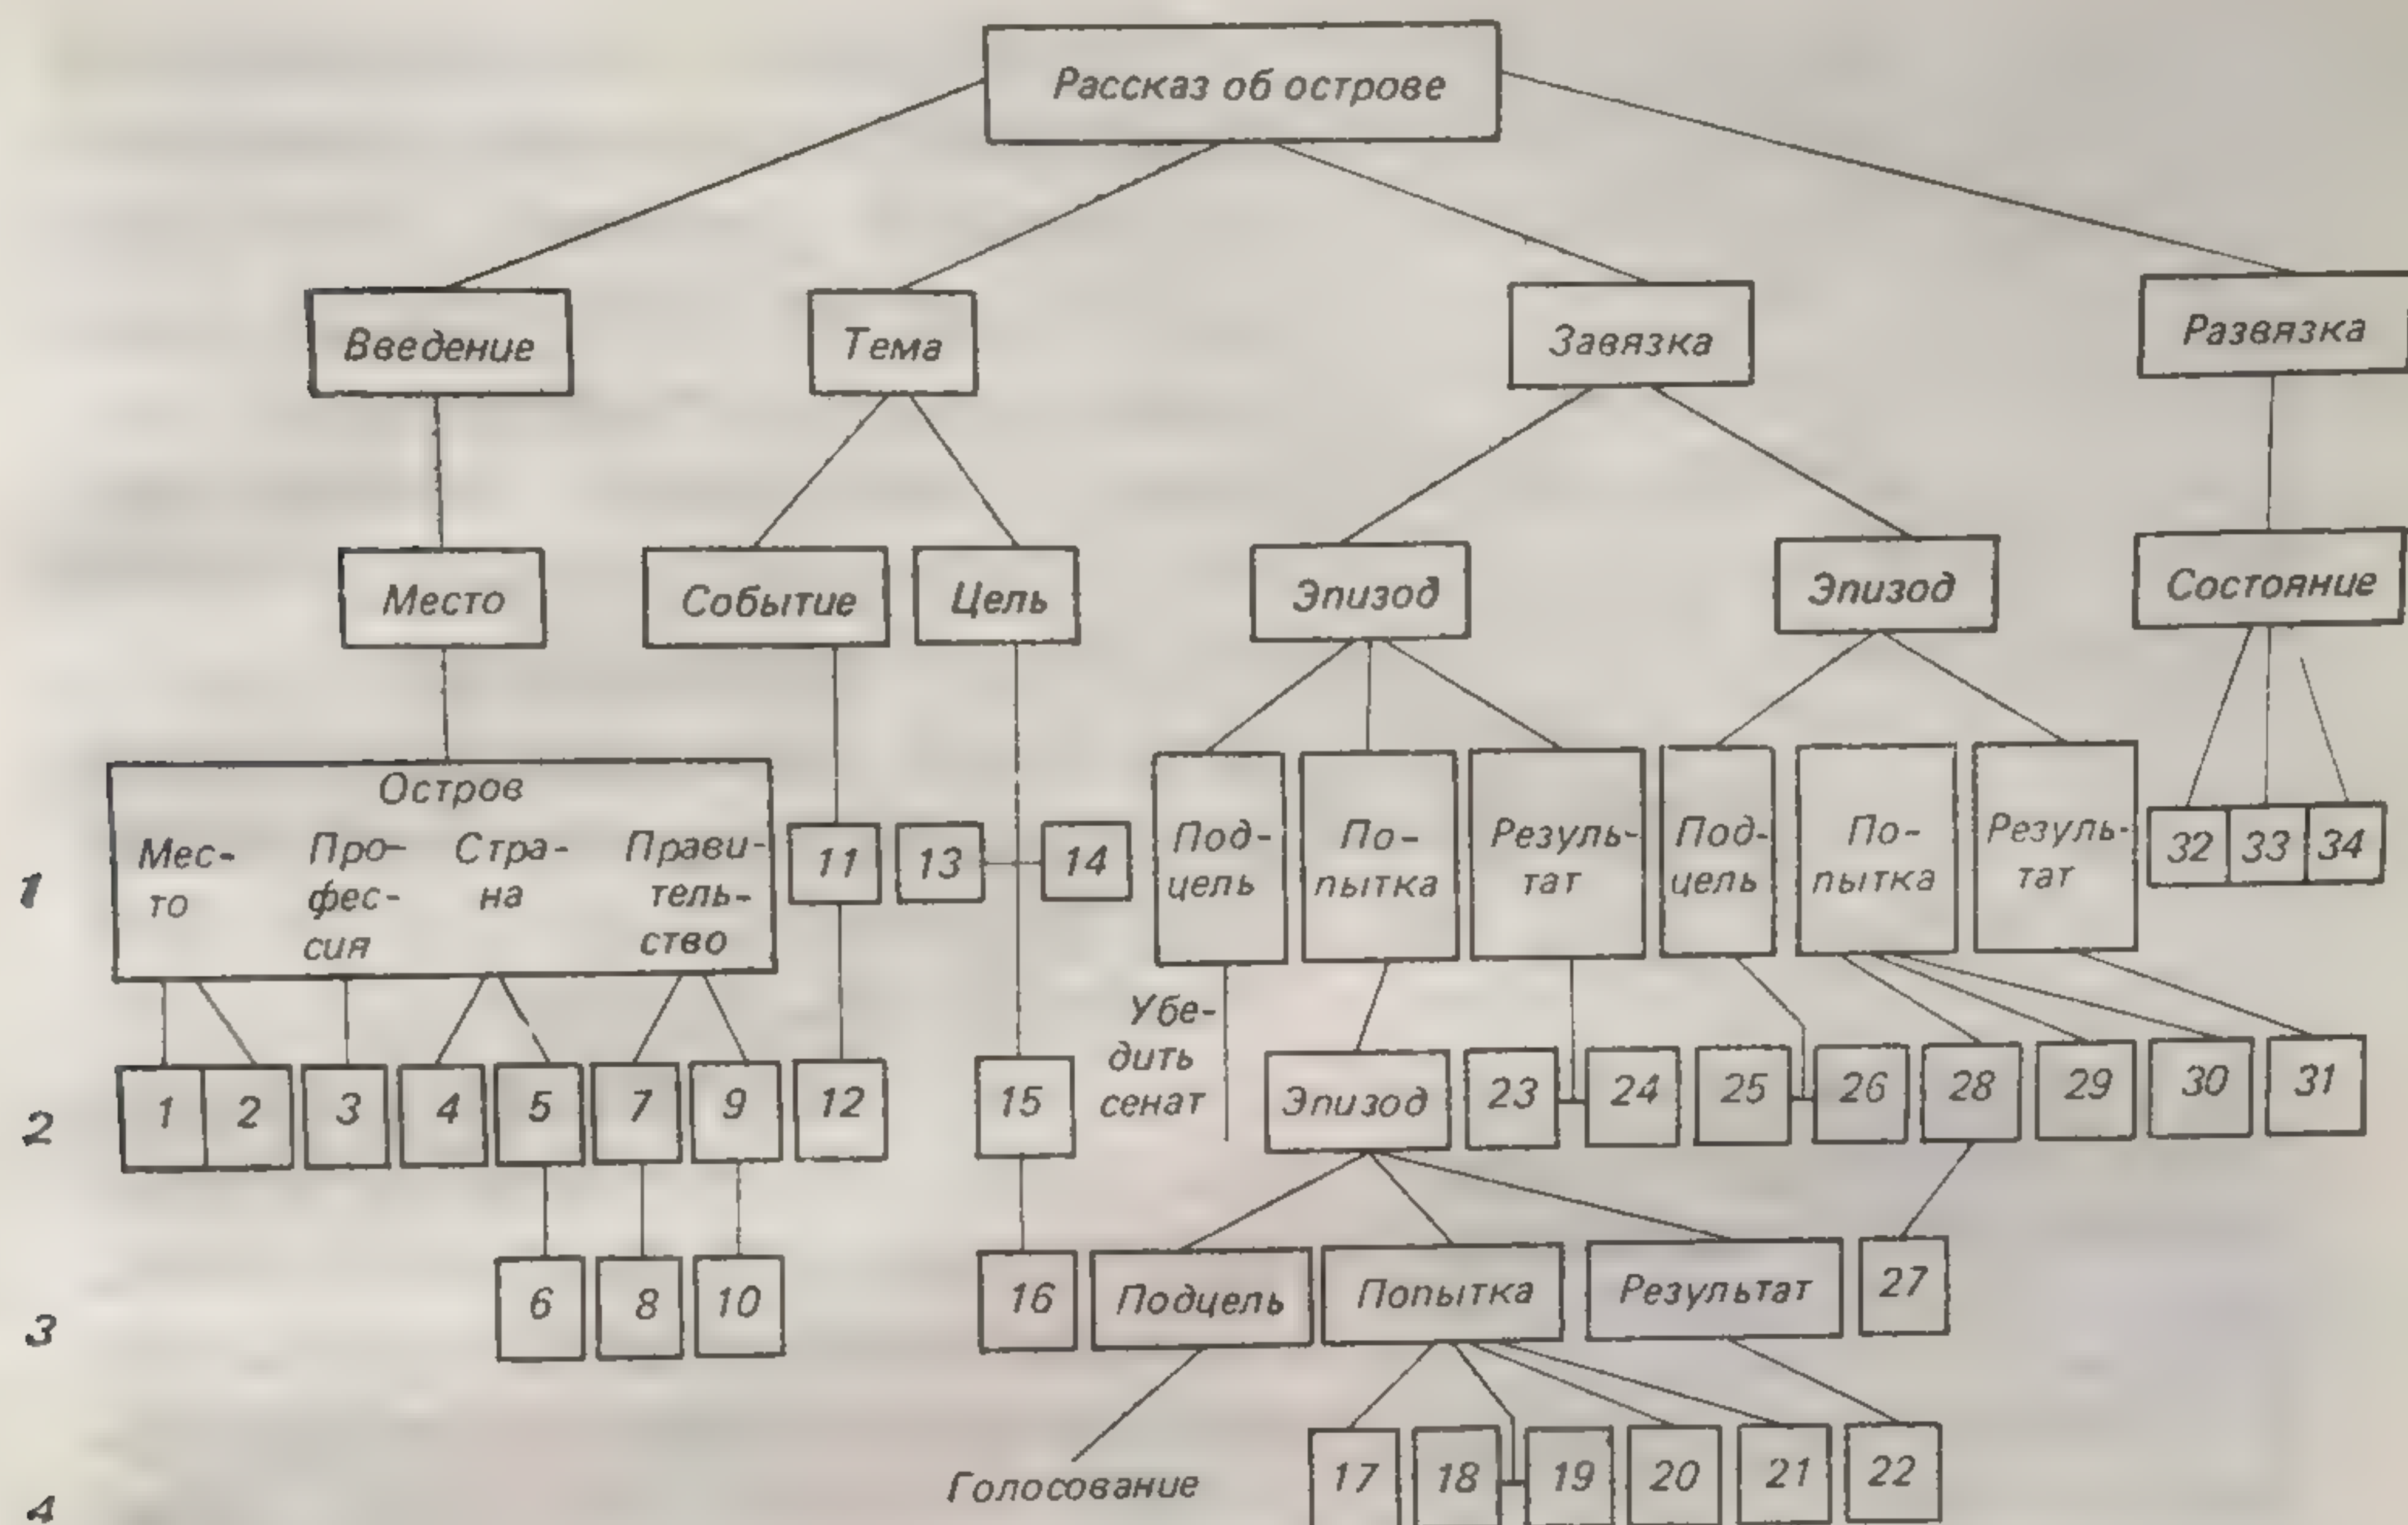 Рассказ об острове
Введение
Тема
Завязка
Развязка
Место
Событие
Цель
Эпизод
Эпизод
Состояние
Остров
Мес-
то
Про-
фес-
сия
Стра-
на
Прави-
тель-
ство
1
11
13
14
Под-
цель
По-
пытка
Резуль-
тат
Под-
цель
По-
пытка
Резуль-
тат
32
33
34
Убе-
дить
сенат
2
1
2
3
4
5
7
9
12
15
Эпизод
23
24
25
26
28
29
30
31
3
6
8
10
16
Подцель
Попытка
Результат
27
4
Голосование
17
18
19
20
21
22